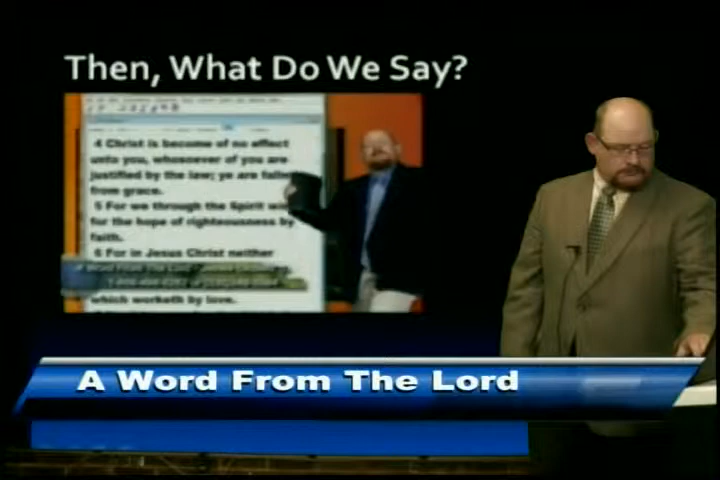 Then, What Do We Say?
4 Christ is become of no effect
unto you, whosoever of you are
justified by the law; ye are fallen
from grace.
5 For we through the Spirit
for the hope of righteousness by
faith.
6 For in Jesus Christ neither
which worketh by love.
A Word From The Lord